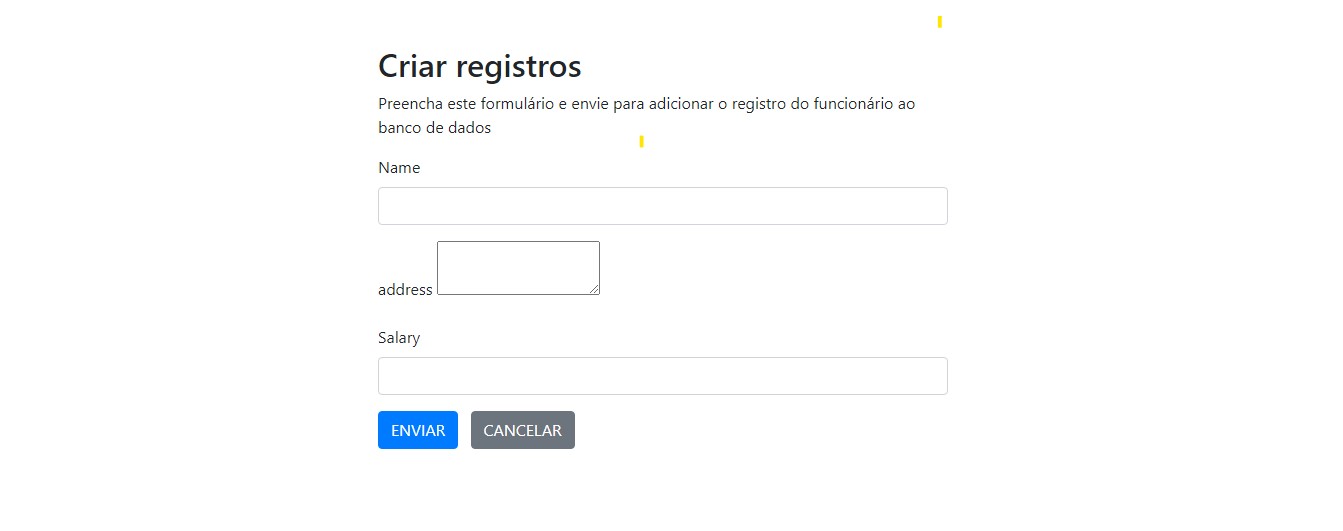 Criar registros
Preencha este formulário e envie para adicionar o registro do funcionário ao
banco de dados
Name
address
Salary
ENVIAR CANCELAR